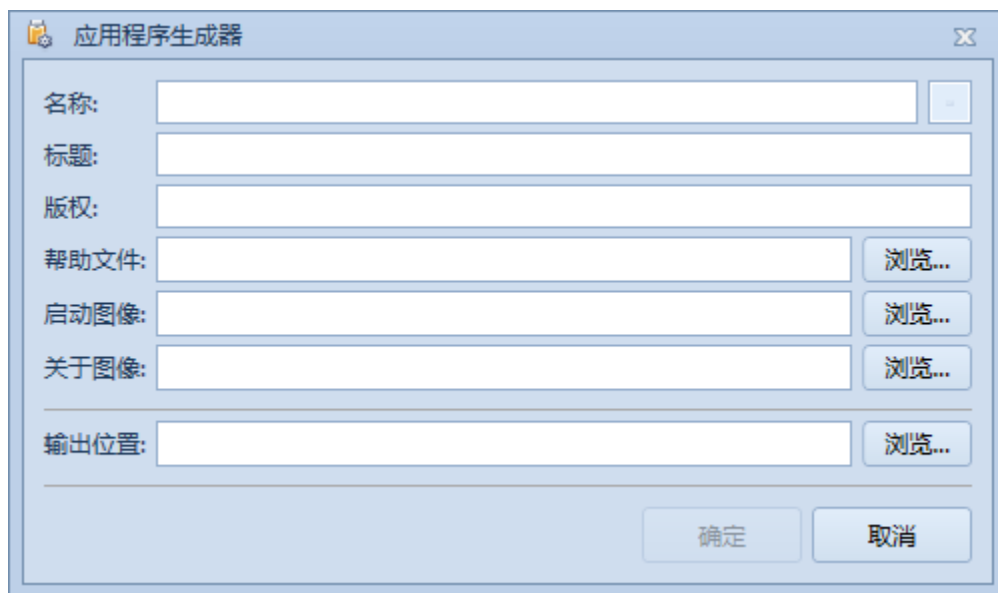 应用程序生成器
名称:
标题:
版权:
帮助文件: 浏览...
启动图像: 浏览...
关于图像: 浏览...
输出位置: 浏览...
确定 取消